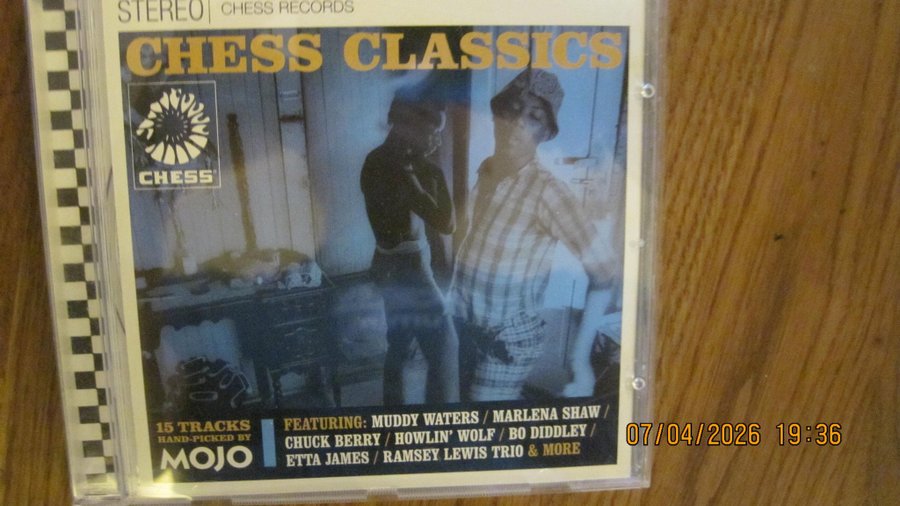 STEREO | CHESS RECORDS
CHESS CLASSICS
CHESS
15 TRACKS
HAND-PICKED BY
MOJO
FEATURING: MUDDY WATERS / MARLENA SHAW /
CHUCK BERRY / HOWLIN' WOLF / BO DIDDLEY /
ETTA JAMES / RAMSEY LEWIS TRIO & MORE
07/04/2026 19:36